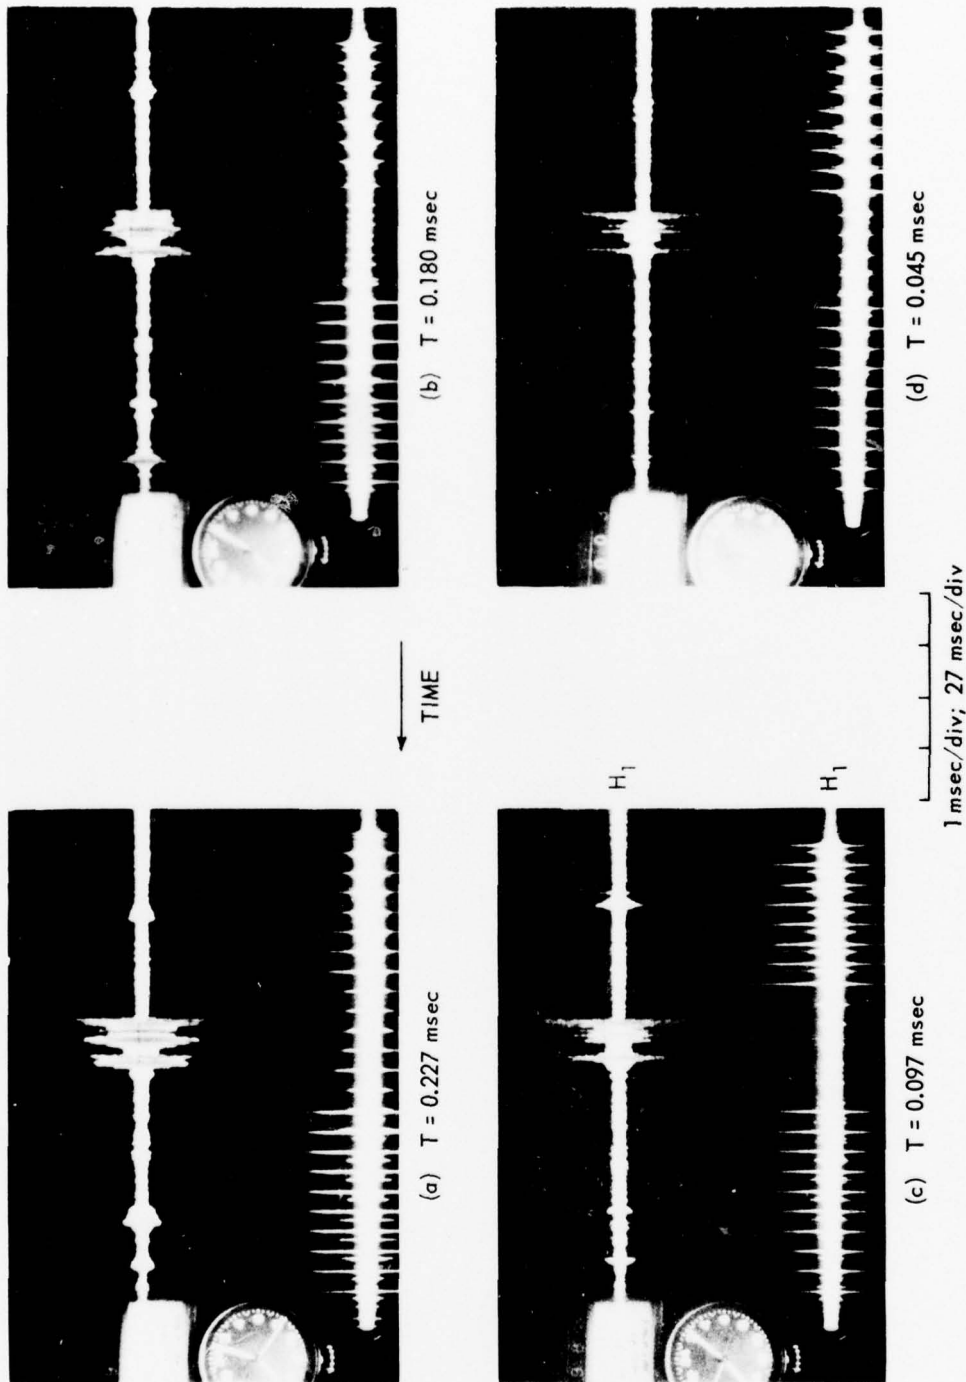 (b) T = 0.180 msec
(d) T = 0.045 msec
TIME
H1
H1
1 msec/div; 27 msec/div
(a) T = 0.227 msec
(c) T = 0.097 msec